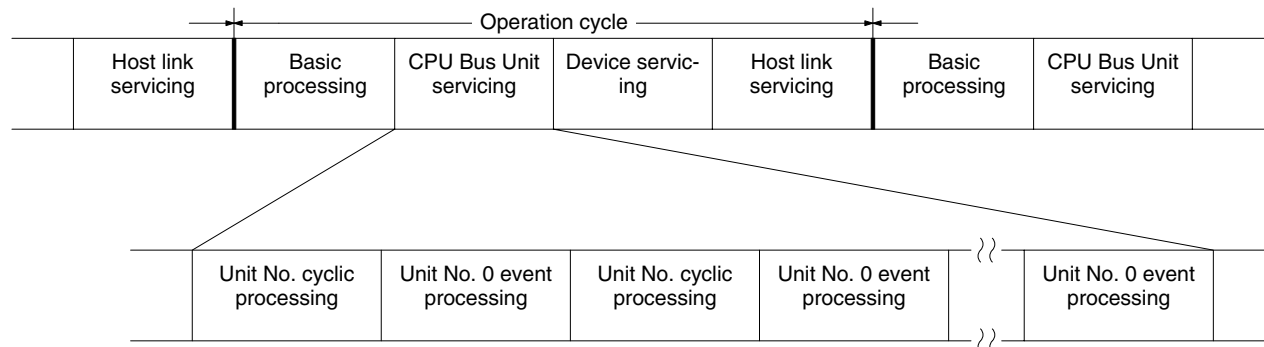 Operation cycle
Host link
servicing
Basic
processing
CPU Bus Unit
servicing
Device servic-
ing
Host link
servicing
Basic
processing
CPU Bus Unit
servicing
Unit No. cyclic
processing
Unit No. 0 event
processing
Unit No. cyclic
processing
Unit No. 0 event
processing
Unit No. 0 event
processing